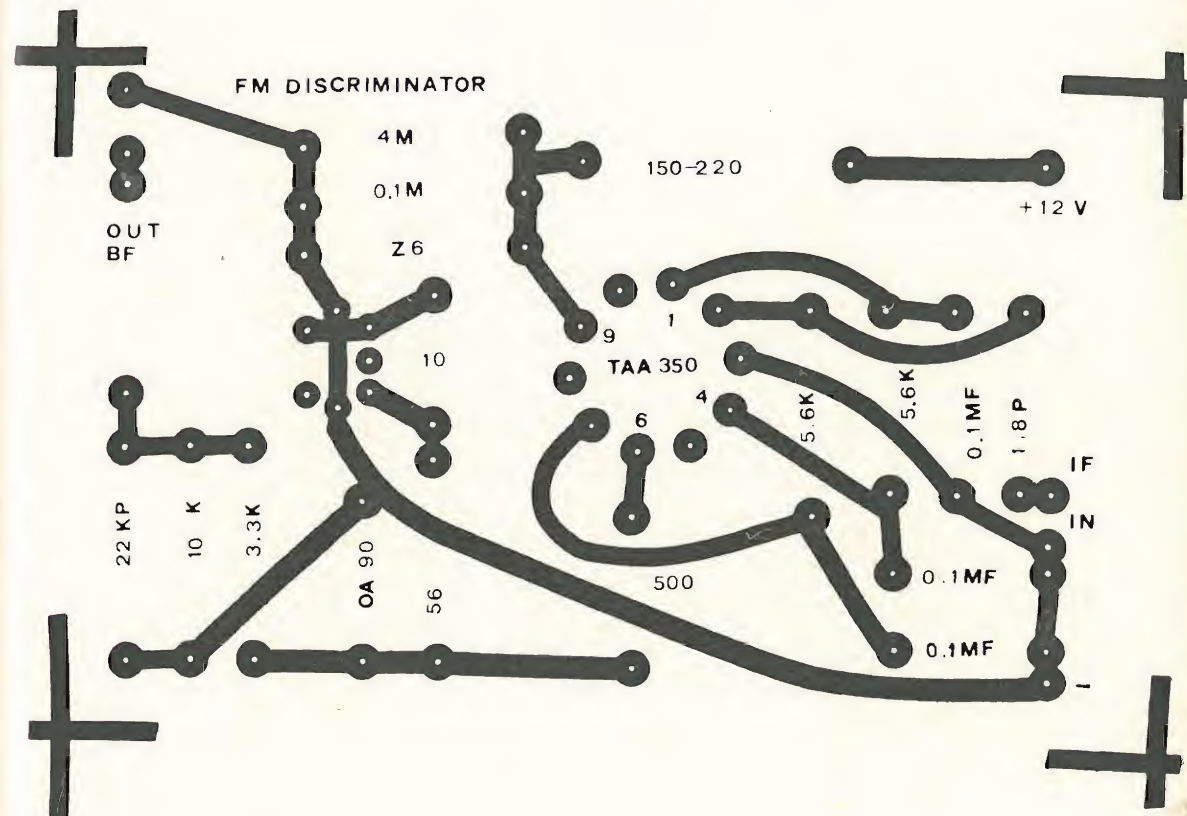 FM DISCRIMINATOR
4M
0,1M
150-220
+12 V
OUT
BF
Z6
9
1
10
TAA 350
6
4
5.6K
5.6K
0.1MF
1.8P
IF
IN
22KP
10 K
3.3K
OA 90
56
500
0.1MF
0.1MF
–